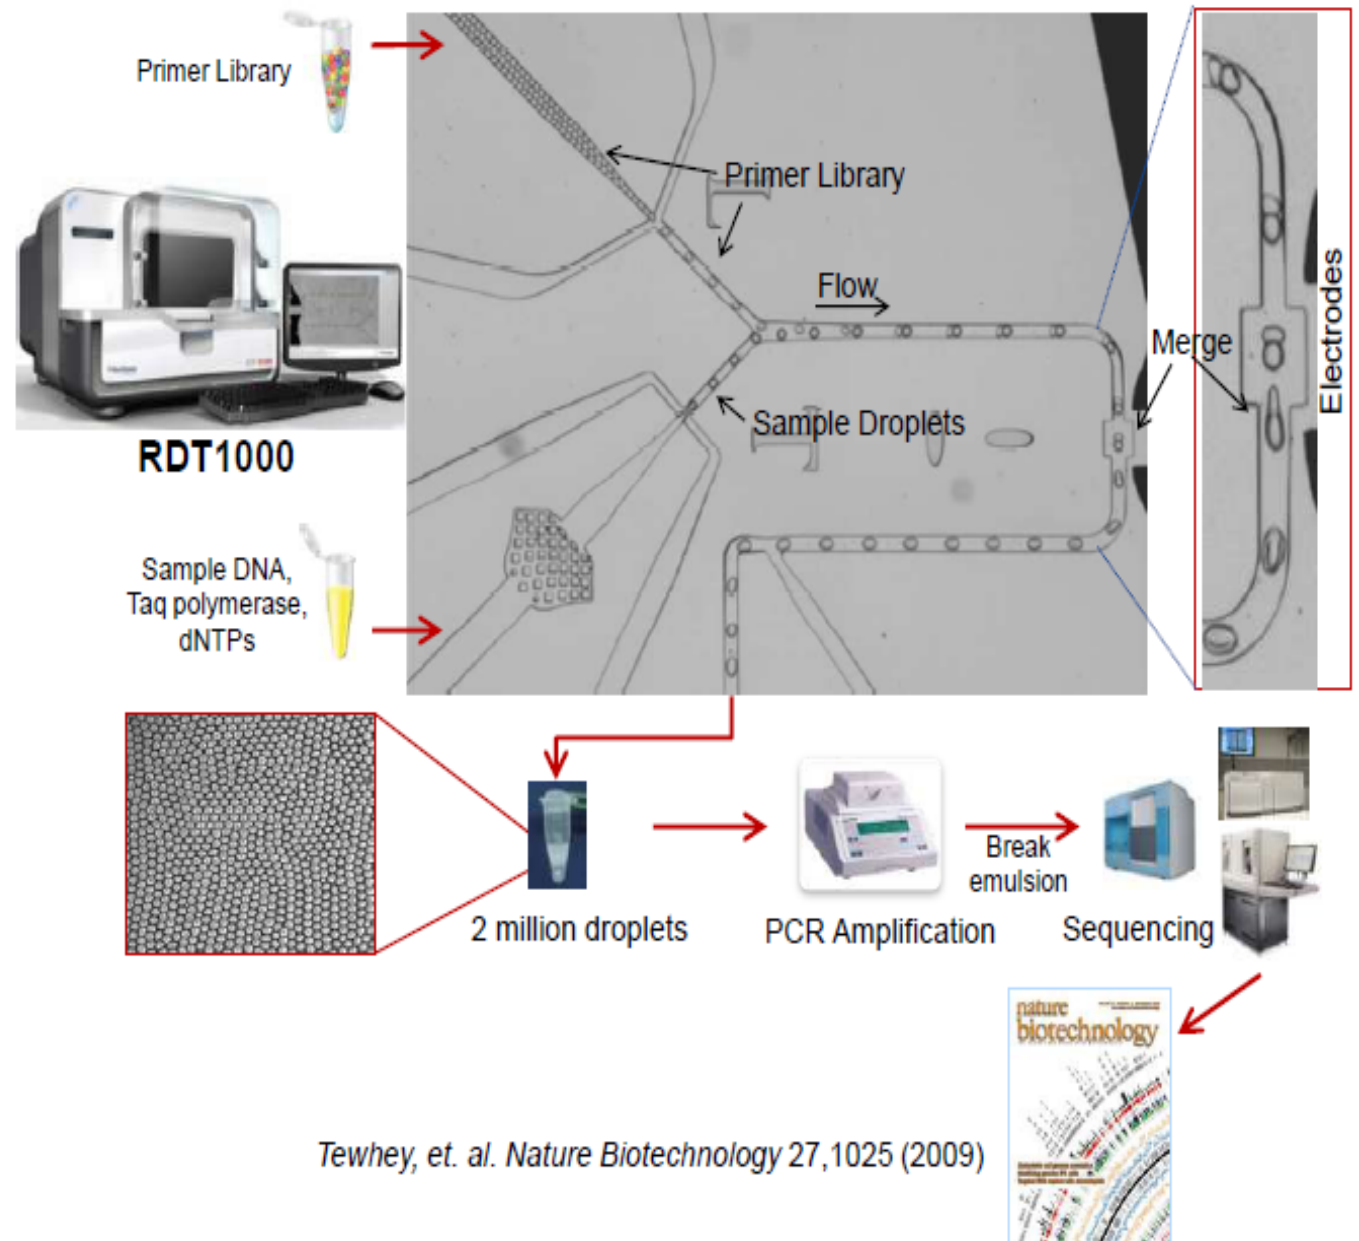 Primer Library
Primer Library
Flow
Merge
Electrodes
Sample Droplets
RDT1000
Sample DNA,
Taq polymerase,
dNTPs
2 million droplets
PCR Amplification
Break
emulsion
Sequencing
nature
biotechnology
Tewhey, et. al. Nature Biotechnology 27,1025 (2009)